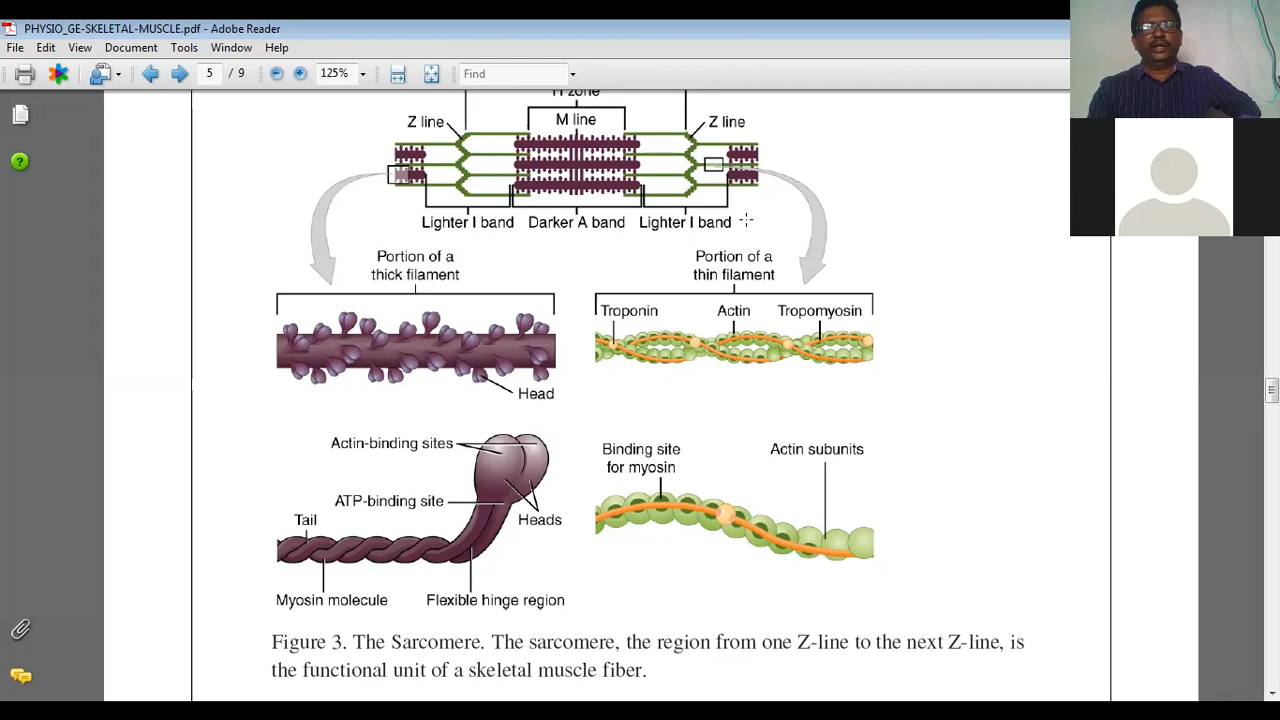 PHYSIO_GE-SKELETAL-MUSCLE.pdf - Adobe Reader
File Edit View Document Tools Window Help
5 / 9 125% Find
H zone
M line
Z line Z line
Lighter I band Darker A band Lighter I band
Portion of a
thick filament
Portion of a
thin filament
Troponin Actin Tropomyosin
Head
Actin-binding sites
ATP-binding site
Tail
Heads
Myosin molecule Flexible hinge region
Binding site
for myosin
Actin subunits
Figure 3. The Sarcomere. The sarcomere, the region from one Z-line to the next Z-line, is
the functional unit of a skeletal muscle fiber.